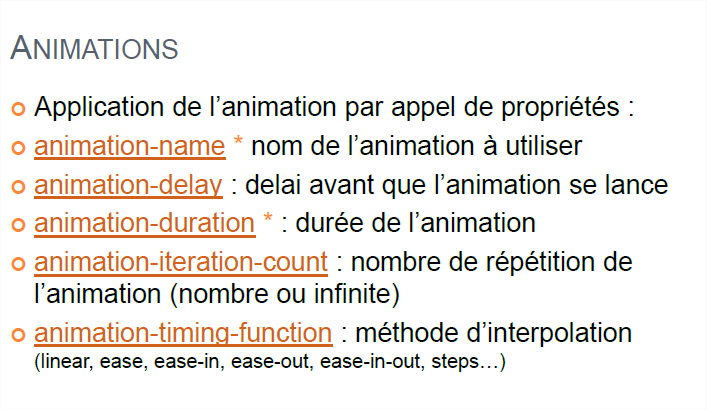 ANIMATIONS
Application de l’animation par appel de propriétés :
animation-name * nom de l’animation à utiliser
animation-delay : delai avant que l’animation se lance
animation-duration * : durée de l’animation
animation-iteration-count : nombre de répétition de
l’animation (nombre ou infinite)
animation-timing-function : méthode d’interpolation
(linear, ease, ease-in, ease-out, ease-in-out, steps…)